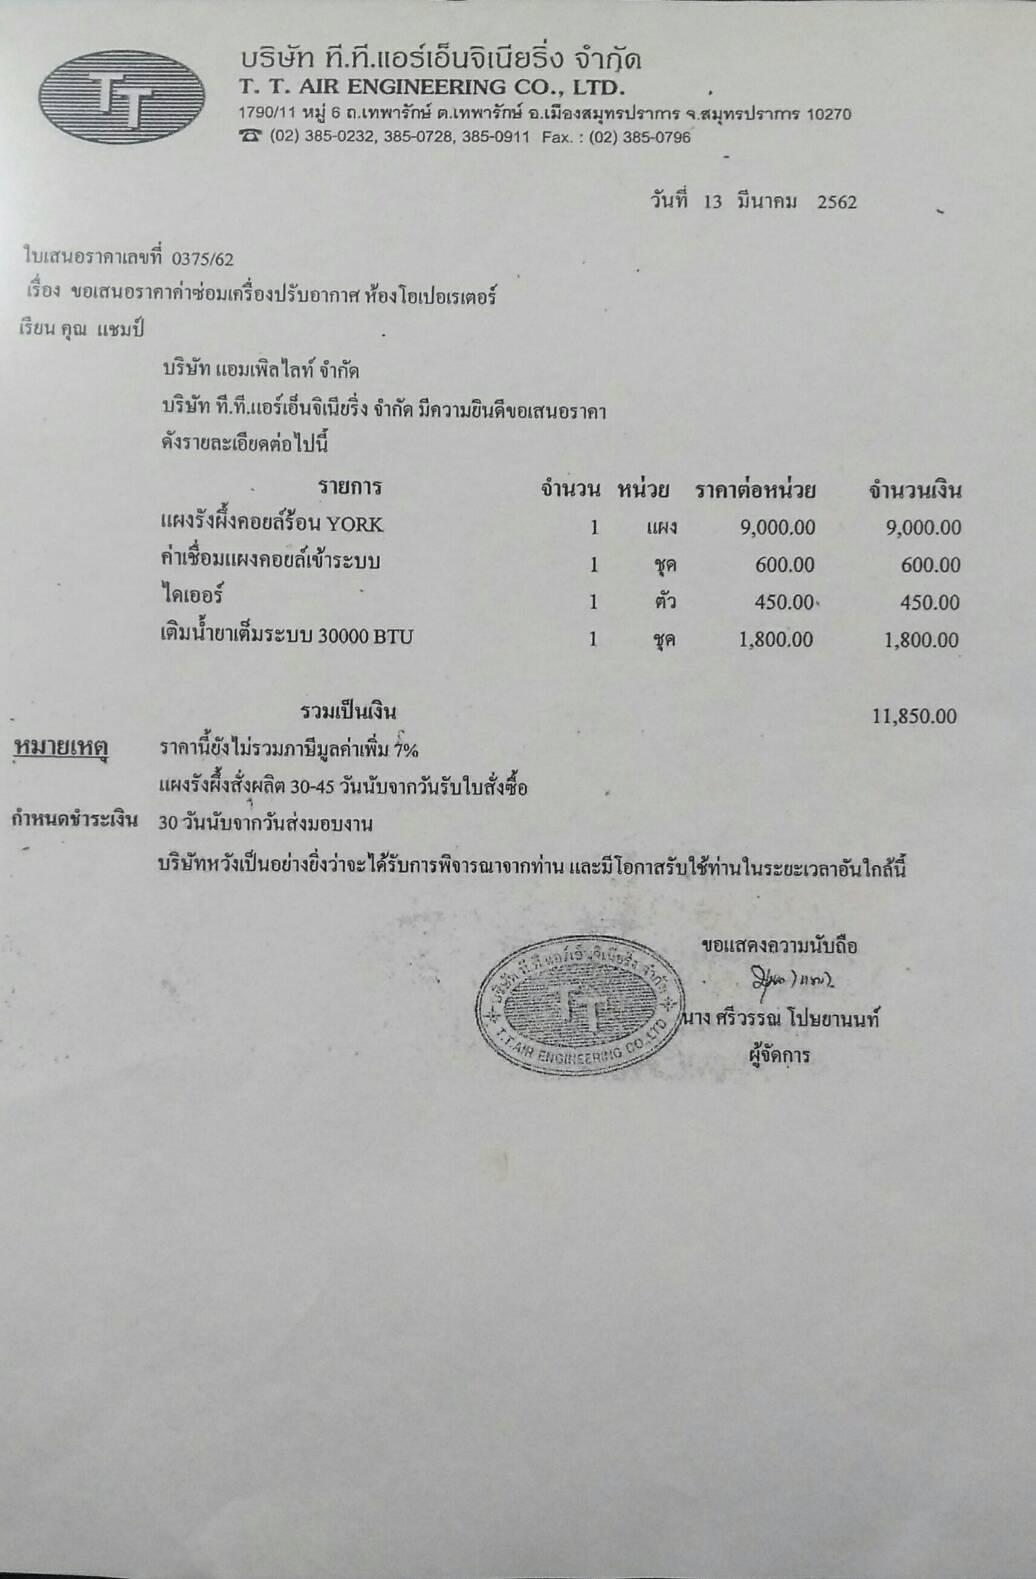 TT
บริษัท ที.ที.แอร์เอ็นจิเนียริ่ง จำกัด
T. T. AIR ENGINEERING CO., LTD.
1790/11 หมู่ 6 ถ.เทพารักษ์ ต.เทพารักษ์ อ.เมืองสมุทรปราการ จ.สมุทรปราการ 10270
☎ (02) 385-0232, 385-0728, 385-0911 Fax. : (02) 385-0796
วันที่ 13 มีนาคม 2562
ใบเสนอราคาเลขที่ 0375/62
เรื่อง ขอเสนอราคาค่าซ่อมเครื่องปรับอากาศ ห้องโอเปอเรเตอร์
เรียน คุณ แชมป์
บริษัท แอมเพิลไลท์ จำกัด
บริษัท ที.ที.แอร์เอ็นจิเนียริ่ง จำกัด มีความยินดีขอเสนอราคา
ดังรายละเอียดต่อไปนี้
รายการ จำนวน หน่วย ราคาต่อหน่วย จำนวนเงิน
แผงรังผึ้งคอยล์ร้อน YORK 1 แผง 9,000.00 9,000.00
ค่าเชื่อมแผงคอยล์เข้าระบบ 1 ชุด 600.00 600.00
ไดเออร์ 1 ตัว 450.00 450.00
เติมน้ำยาเต็มระบบ 30000 BTU 1 ชุด 1,800.00 1,800.00
รวมเป็นเงิน 11,850.00
หมายเหตุ ราคานี้ยังไม่รวมภาษีมูลค่าเพิ่ม 7%
แผงรังผึ้งสั่งผลิต 30-45 วันนับจากวันรับใบสั่งซื้อ
กำหนดชำระเงิน 30 วันนับจากวันส่งมอบงาน
บริษัทหวังเป็นอย่างยิ่งว่าจะได้รับการพิจารณาจากท่าน และมีโอกาสรับใช้ท่านในระยะเวลาอันใกล้นี้
ขอแสดงความนับถือ
บริษัท ที.ที.แอร์เอ็นจิเนียริ่ง จำกัด
TT
T.T.AIR ENGINEERING CO.,LTD
นาง ศรีวรรณ โปษยานนท์
ผู้จัดการ